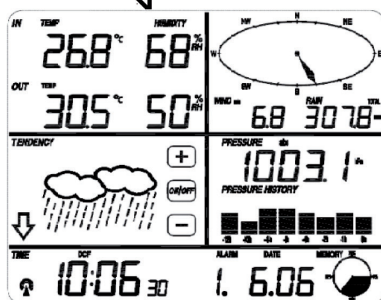 IN TEMP HUMIDITY
26.8 °C 68 % RH
OUT TEMP
30.5 °C 50 % RH
N
NW NE
W E
SW SE
S
WIND RAIN TOTAL
6.8 307.8
TENDENCY
+
ON/OFF
−
PRESSURE abs
1003.1
PRESSURE HISTORY
TIME DCF
10:06 30
ALARM DATE MEMORY
1. 6.06